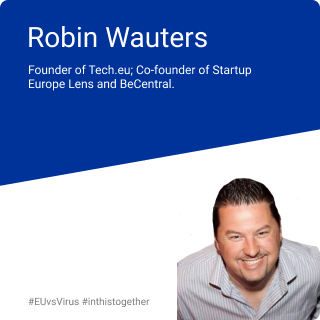 Robin Wauters
Founder of Tech.eu; Co-founder of Startup
Europe Lens and BeCentral.
#EUvsVirus #inthistogether